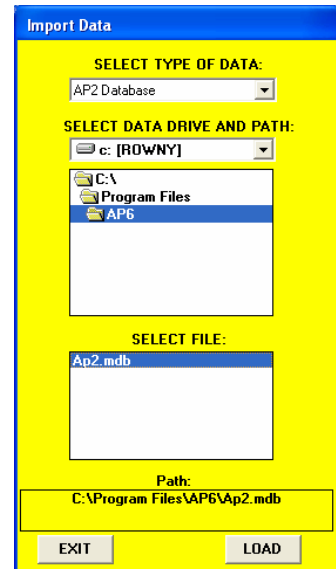 Import Data
SELECT TYPE OF DATA:
AP2 Database
SELECT DATA DRIVE AND PATH:
c: [ROWNY]
C:\
Program Files
AP6
SELECT FILE:
Ap2.mdb
Path:
C:\Program Files\AP6\Ap2.mdb
EXIT LOAD